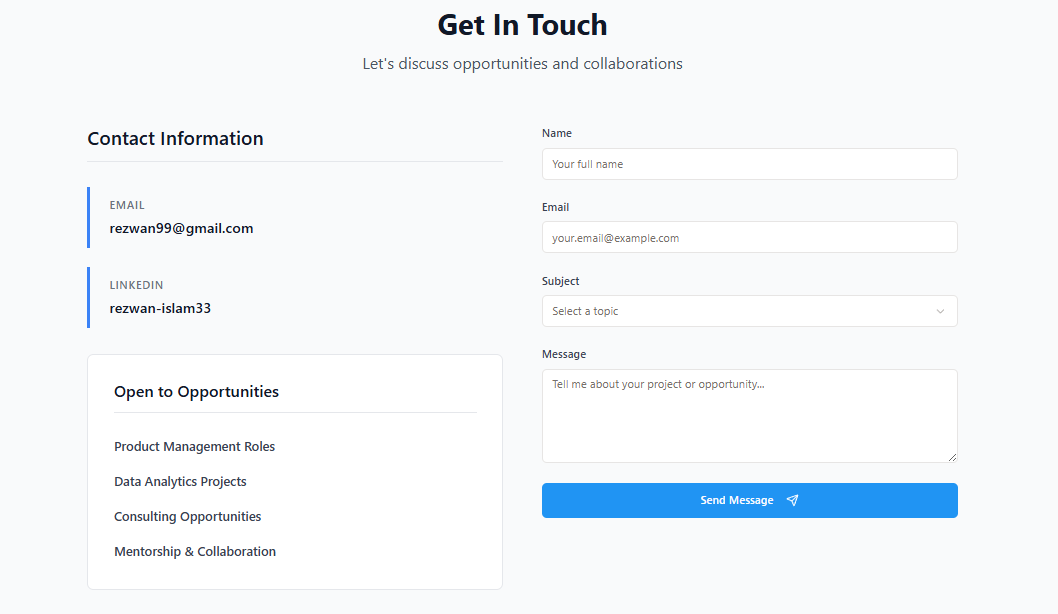 Get In Touch
Let's discuss opportunities and collaborations
Contact Information
EMAIL
rezwan99@gmail.com
LINKEDIN
rezwan-islam33
Open to Opportunities
Product Management Roles
Data Analytics Projects
Consulting Opportunities
Mentorship & Collaboration
Name
Your full name
Email
your.email@example.com
Subject
Select a topic
Message
Tell me about your project or opportunity...
Send Message